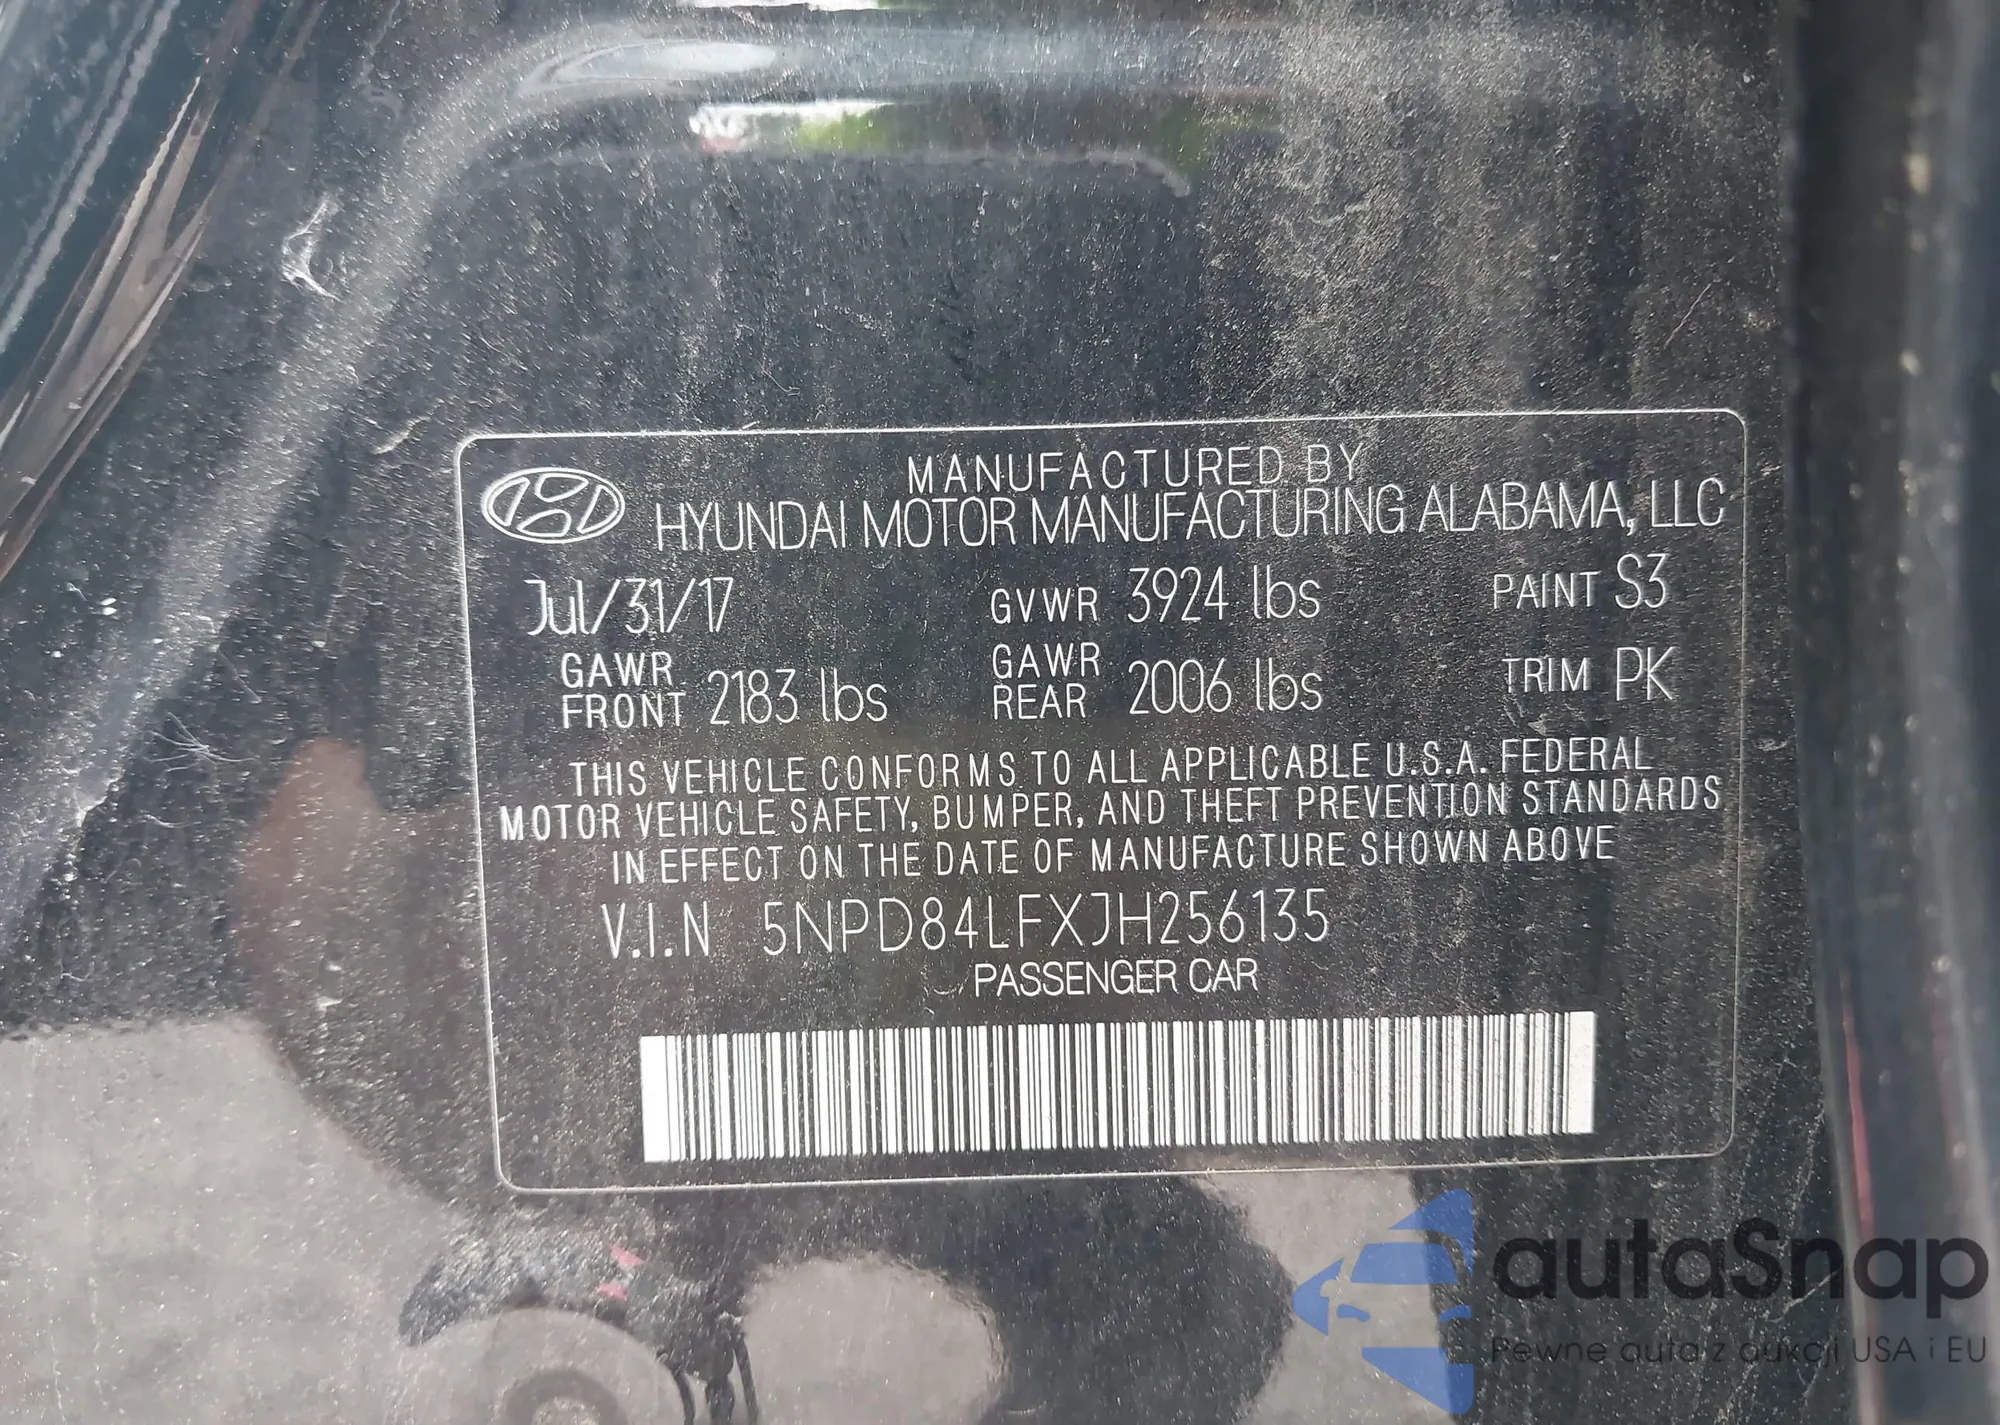 MANUFACTURED BY
HYUNDAI MOTOR MANUFACTURING ALABAMA, LLC
Jul/31/17 GVWR 3924 lbs PAINT S3
GAWR FRONT 2183 lbs GAWR REAR 2006 lbs TRIM PK
THIS VEHICLE CONFORMS TO ALL APPLICABLE U.S.A. FEDERAL
MOTOR VEHICLE SAFETY, BUMPER, AND THEFT PREVENTION STANDARDS
IN EFFECT ON THE DATE OF MANUFACTURE SHOWN ABOVE
V.I.N 5NPD84LFXJH256135
PASSENGER CAR
autaSnap
Pewne auta z aukcji USA i EU